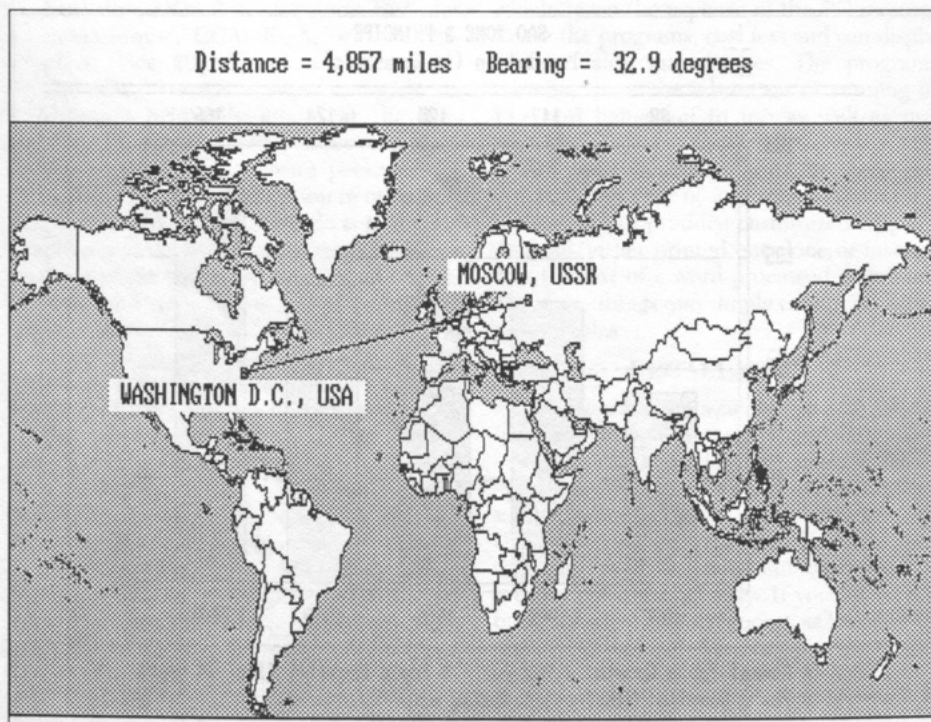 Distance = 4,857 miles Bearing = 32.9 degrees
MOSCOW, USSR
WASHINGTON D.C., USA